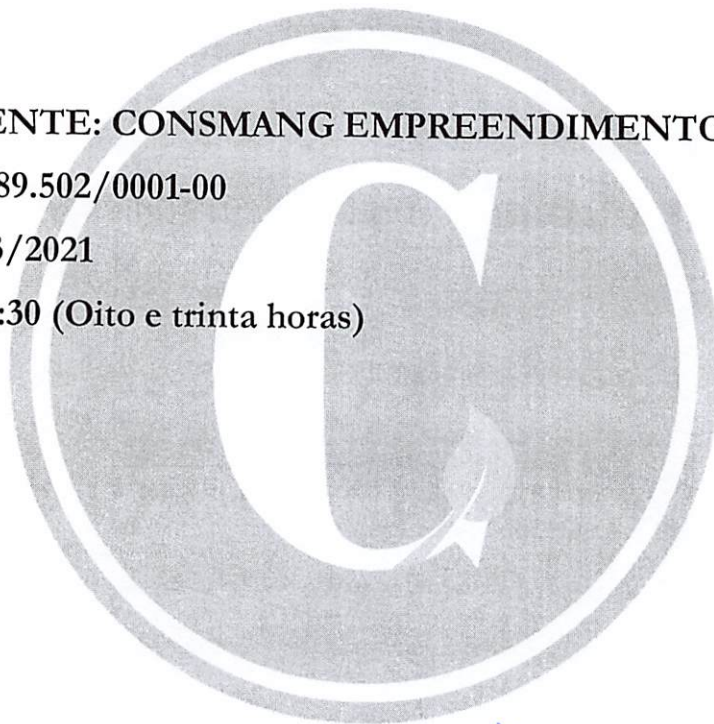 ENTE: CONSMANG EMPREENDIMENTO
89.502/0001-00
/2021
:30 (Oito e trinta horas)
C